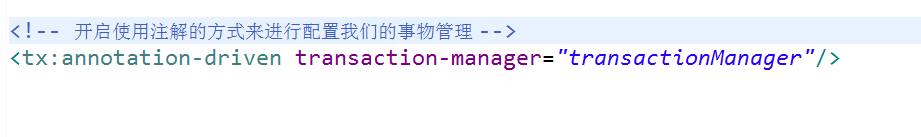 <!-- 开启使用注解的方式来进行配置我们的事物管理 -->
<tx:annotation-driven transaction-manager="transactionManager"/>